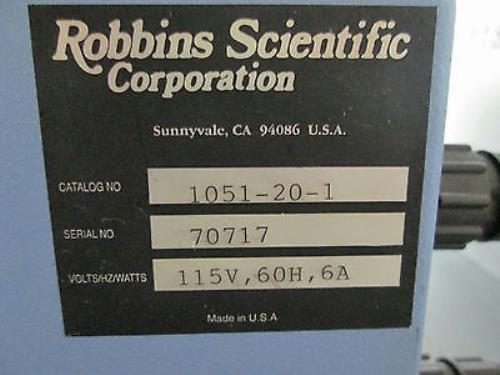 Robbins Scientific
Corporation
Sunnyvale, CA 94086 U.S.A.
CATALOG NO 1051-20-1
SERIAL NO 70717
VOLTS/HZ/WATTS 115V,60H,6A
Made in U.S.A